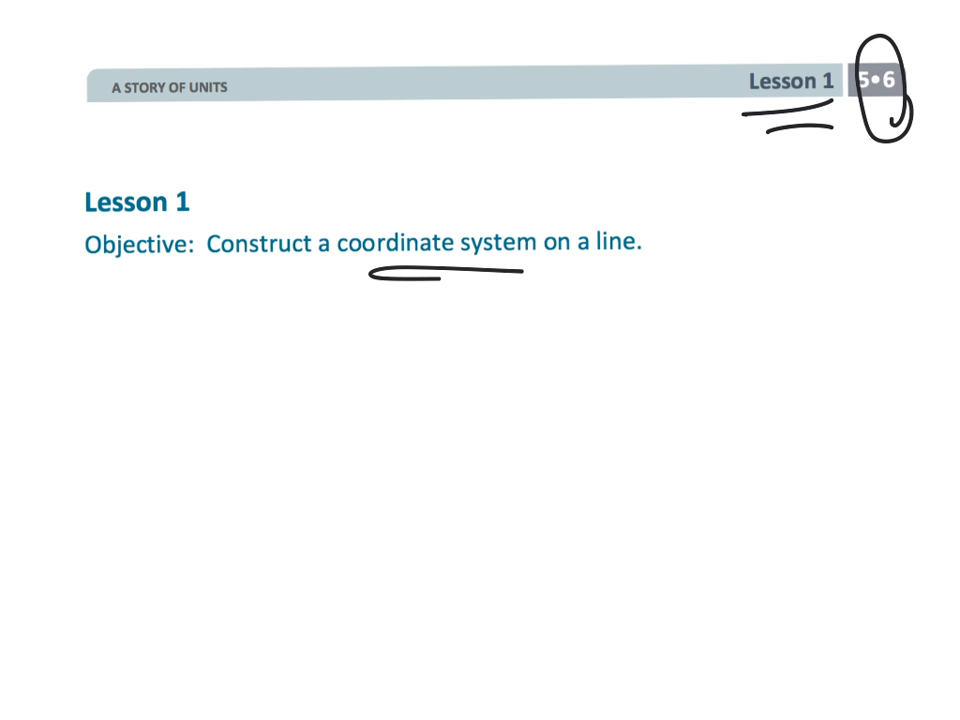 A STORY OF UNITS
Lesson 1
5•6
Lesson 1
Objective: Construct a coordinate system on a line.